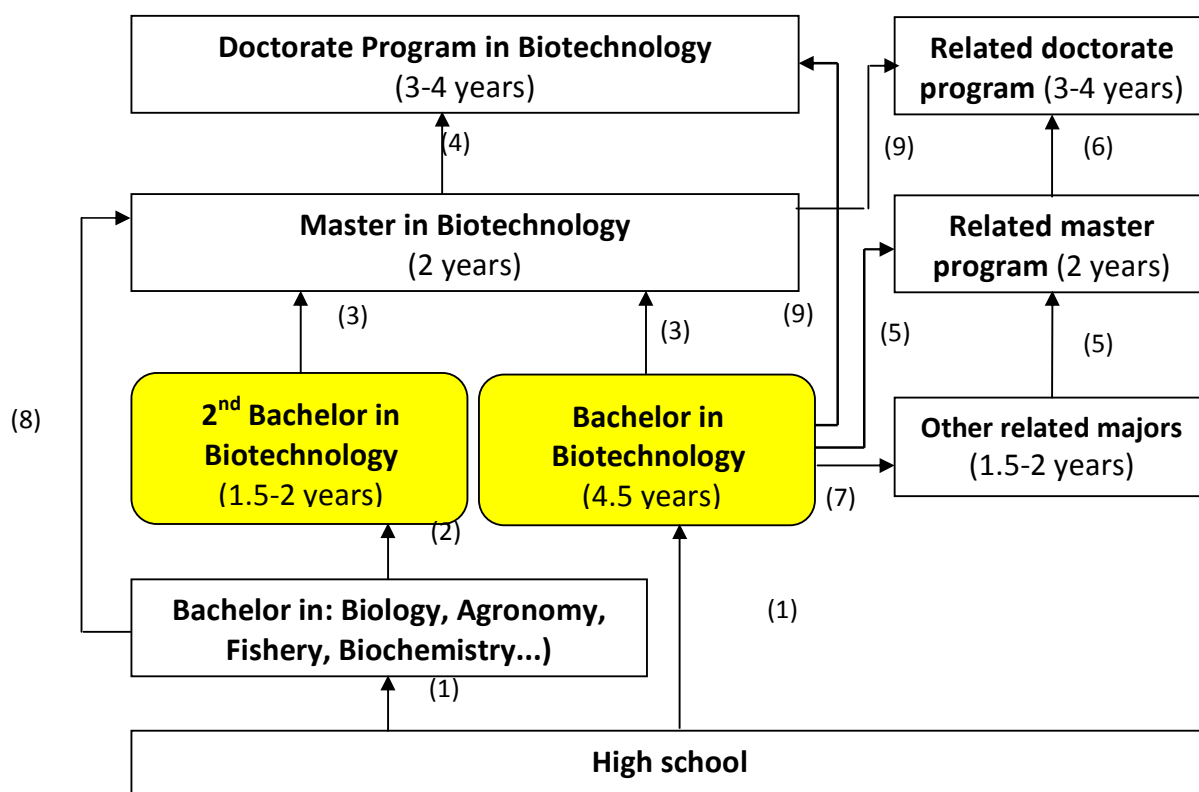 Doctorate Program in Biotechnology
(3-4 years)
Related doctorate
program (3-4 years)
(4)
(9)
(6)
Master in Biotechnology
(2 years)
Related master
program (2 years)
(3)
(3)
(9)
(5)
(5)
(8)
2nd Bachelor in
Biotechnology
(1.5-2 years)
Bachelor in
Biotechnology
(4.5 years)
Other related majors
(1.5-2 years)
(7)
(2)
Bachelor in: Biology, Agronomy,
Fishery, Biochemistry...)
(1)
(1)
High school